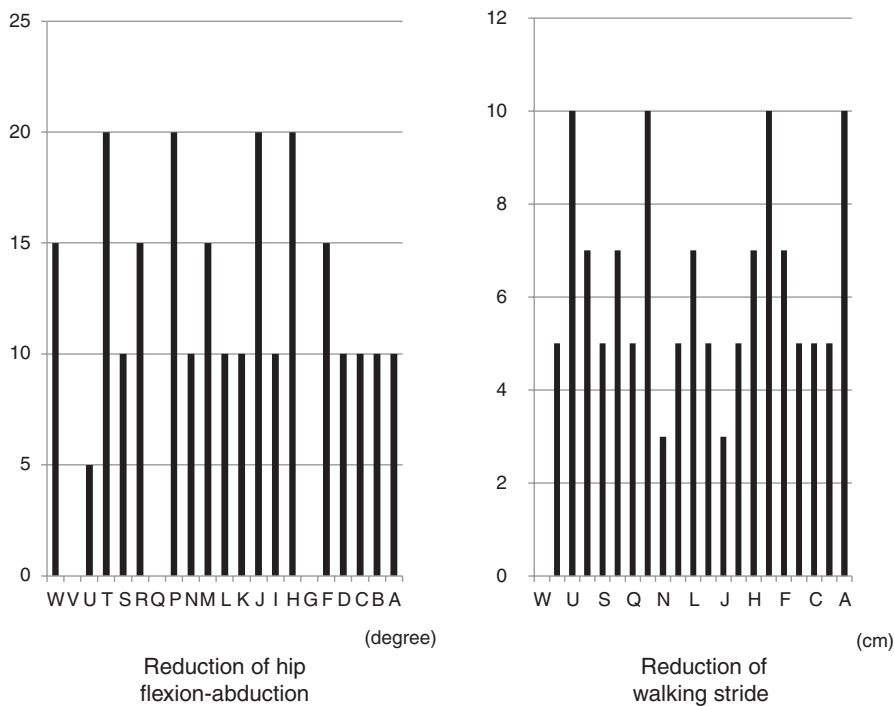 25
20
15
10
5
0
W V U T S R Q P N M L K J I H G F D C B A
(degree)
Reduction of hip
flexion-abduction
12
10
8
6
4
2
0
W U S Q N L J H F C A
(cm)
Reduction of
walking stride